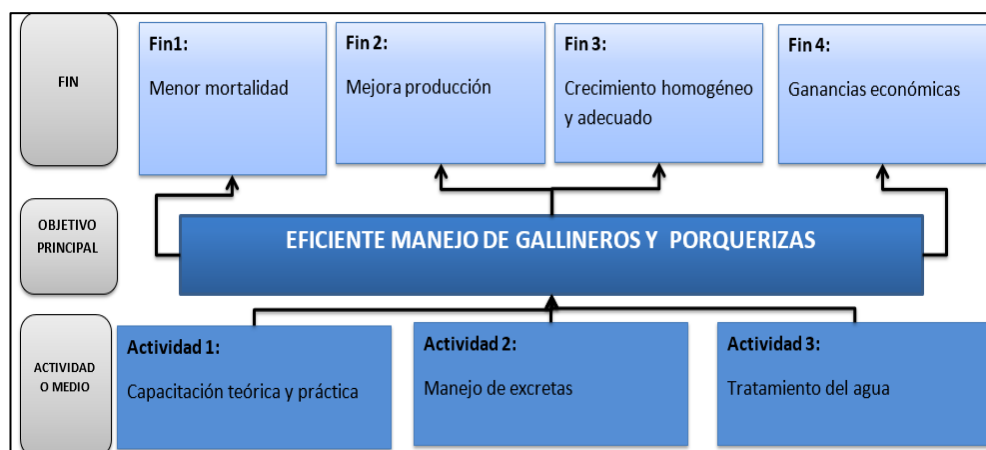 FIN
Fin1:
Menor mortalidad
Fin 2:
Mejora producción
Fin 3:
Crecimiento homogéneo
y adecuado
Fin 4:
Ganancias económicas
OBJETIVO
PRINCIPAL
EFICIENTE MANEJO DE GALLINEROS Y PORQUERIZAS
ACTIVIDAD
O MEDIO
Actividad 1:
Capacitación teórica y práctica
Actividad 2:
Manejo de excretas
Actividad 3:
Tratamiento del agua